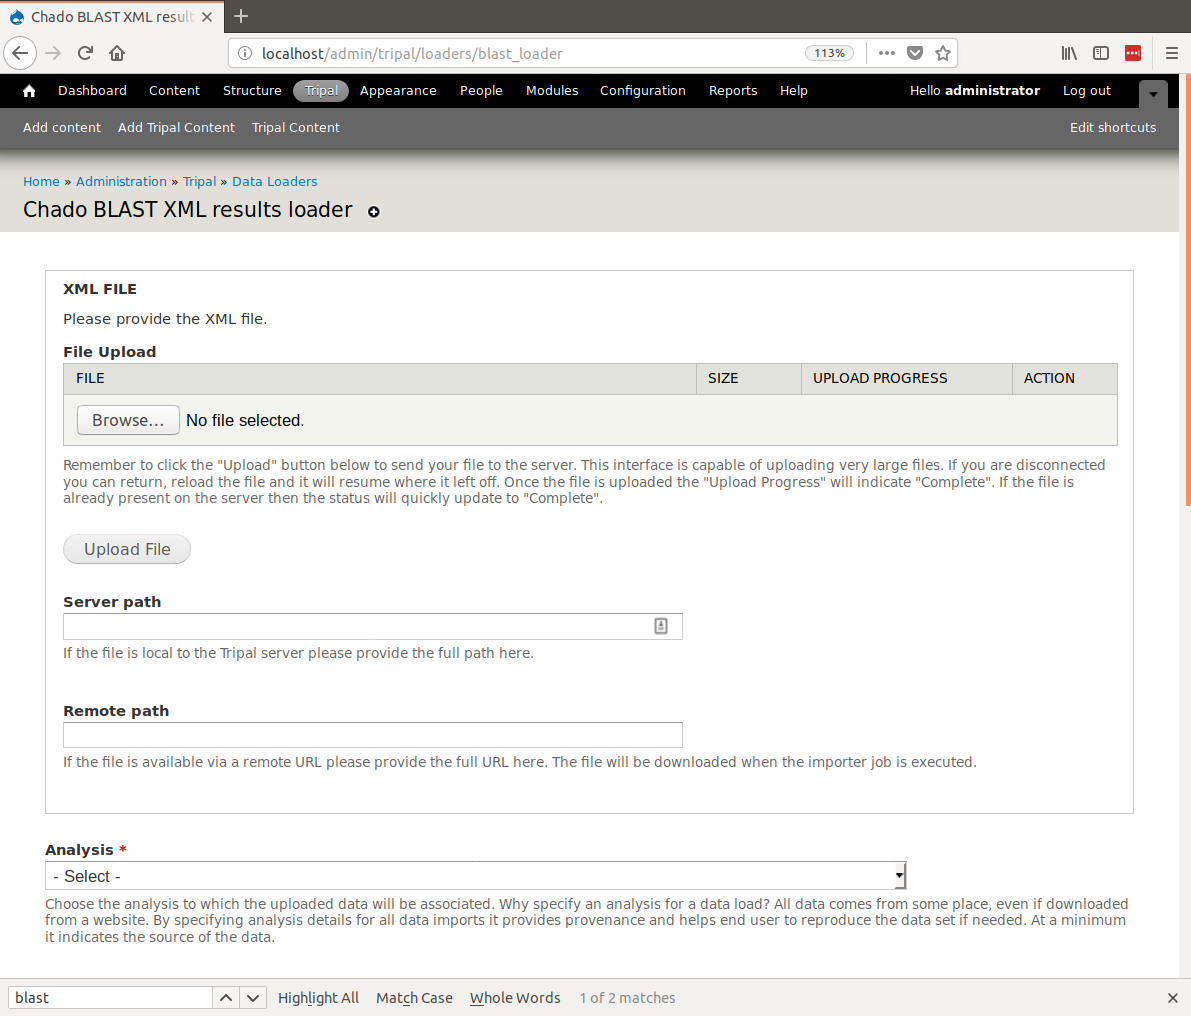 Chado BLAST XML result
localhost/admin/tripal/loaders/blast_loader 113%
Dashboard Content Structure Tripal Appearance People Modules Configuration Reports Help Hello administrator Log out
Add content Add Tripal Content Tripal Content Edit shortcuts
Home » Administration » Tripal » Data Loaders
Chado BLAST XML results loader
XML FILE
Please provide the XML file.
File Upload
FILE SIZE UPLOAD PROGRESS ACTION
Browse... No file selected.
Remember to click the "Upload" button below to send your file to the server. This interface is capable of uploading very large files. If you are disconnected
you can return, reload the file and it will resume where it left off. Once the file is uploaded the "Upload Progress" will indicate "Complete". If the file is
already present on the server then the status will quickly update to "Complete".
Upload File
Server path
If the file is local to the Tripal server please provide the full path here.
Remote path
If the file is available via a remote URL please provide the full URL here. The file will be downloaded when the importer job is executed.
Analysis *
- Select -
Choose the analysis to which the uploaded data will be associated. Why specify an analysis for a data load? All data comes from some place, even if downloaded
from a website. By specifying analysis details for all data imports it provides provenance and helps end user to reproduce the data set if needed. At a minimum
it indicates the source of the data.
blast Highlight All Match Case Whole Words 1 of 2 matches